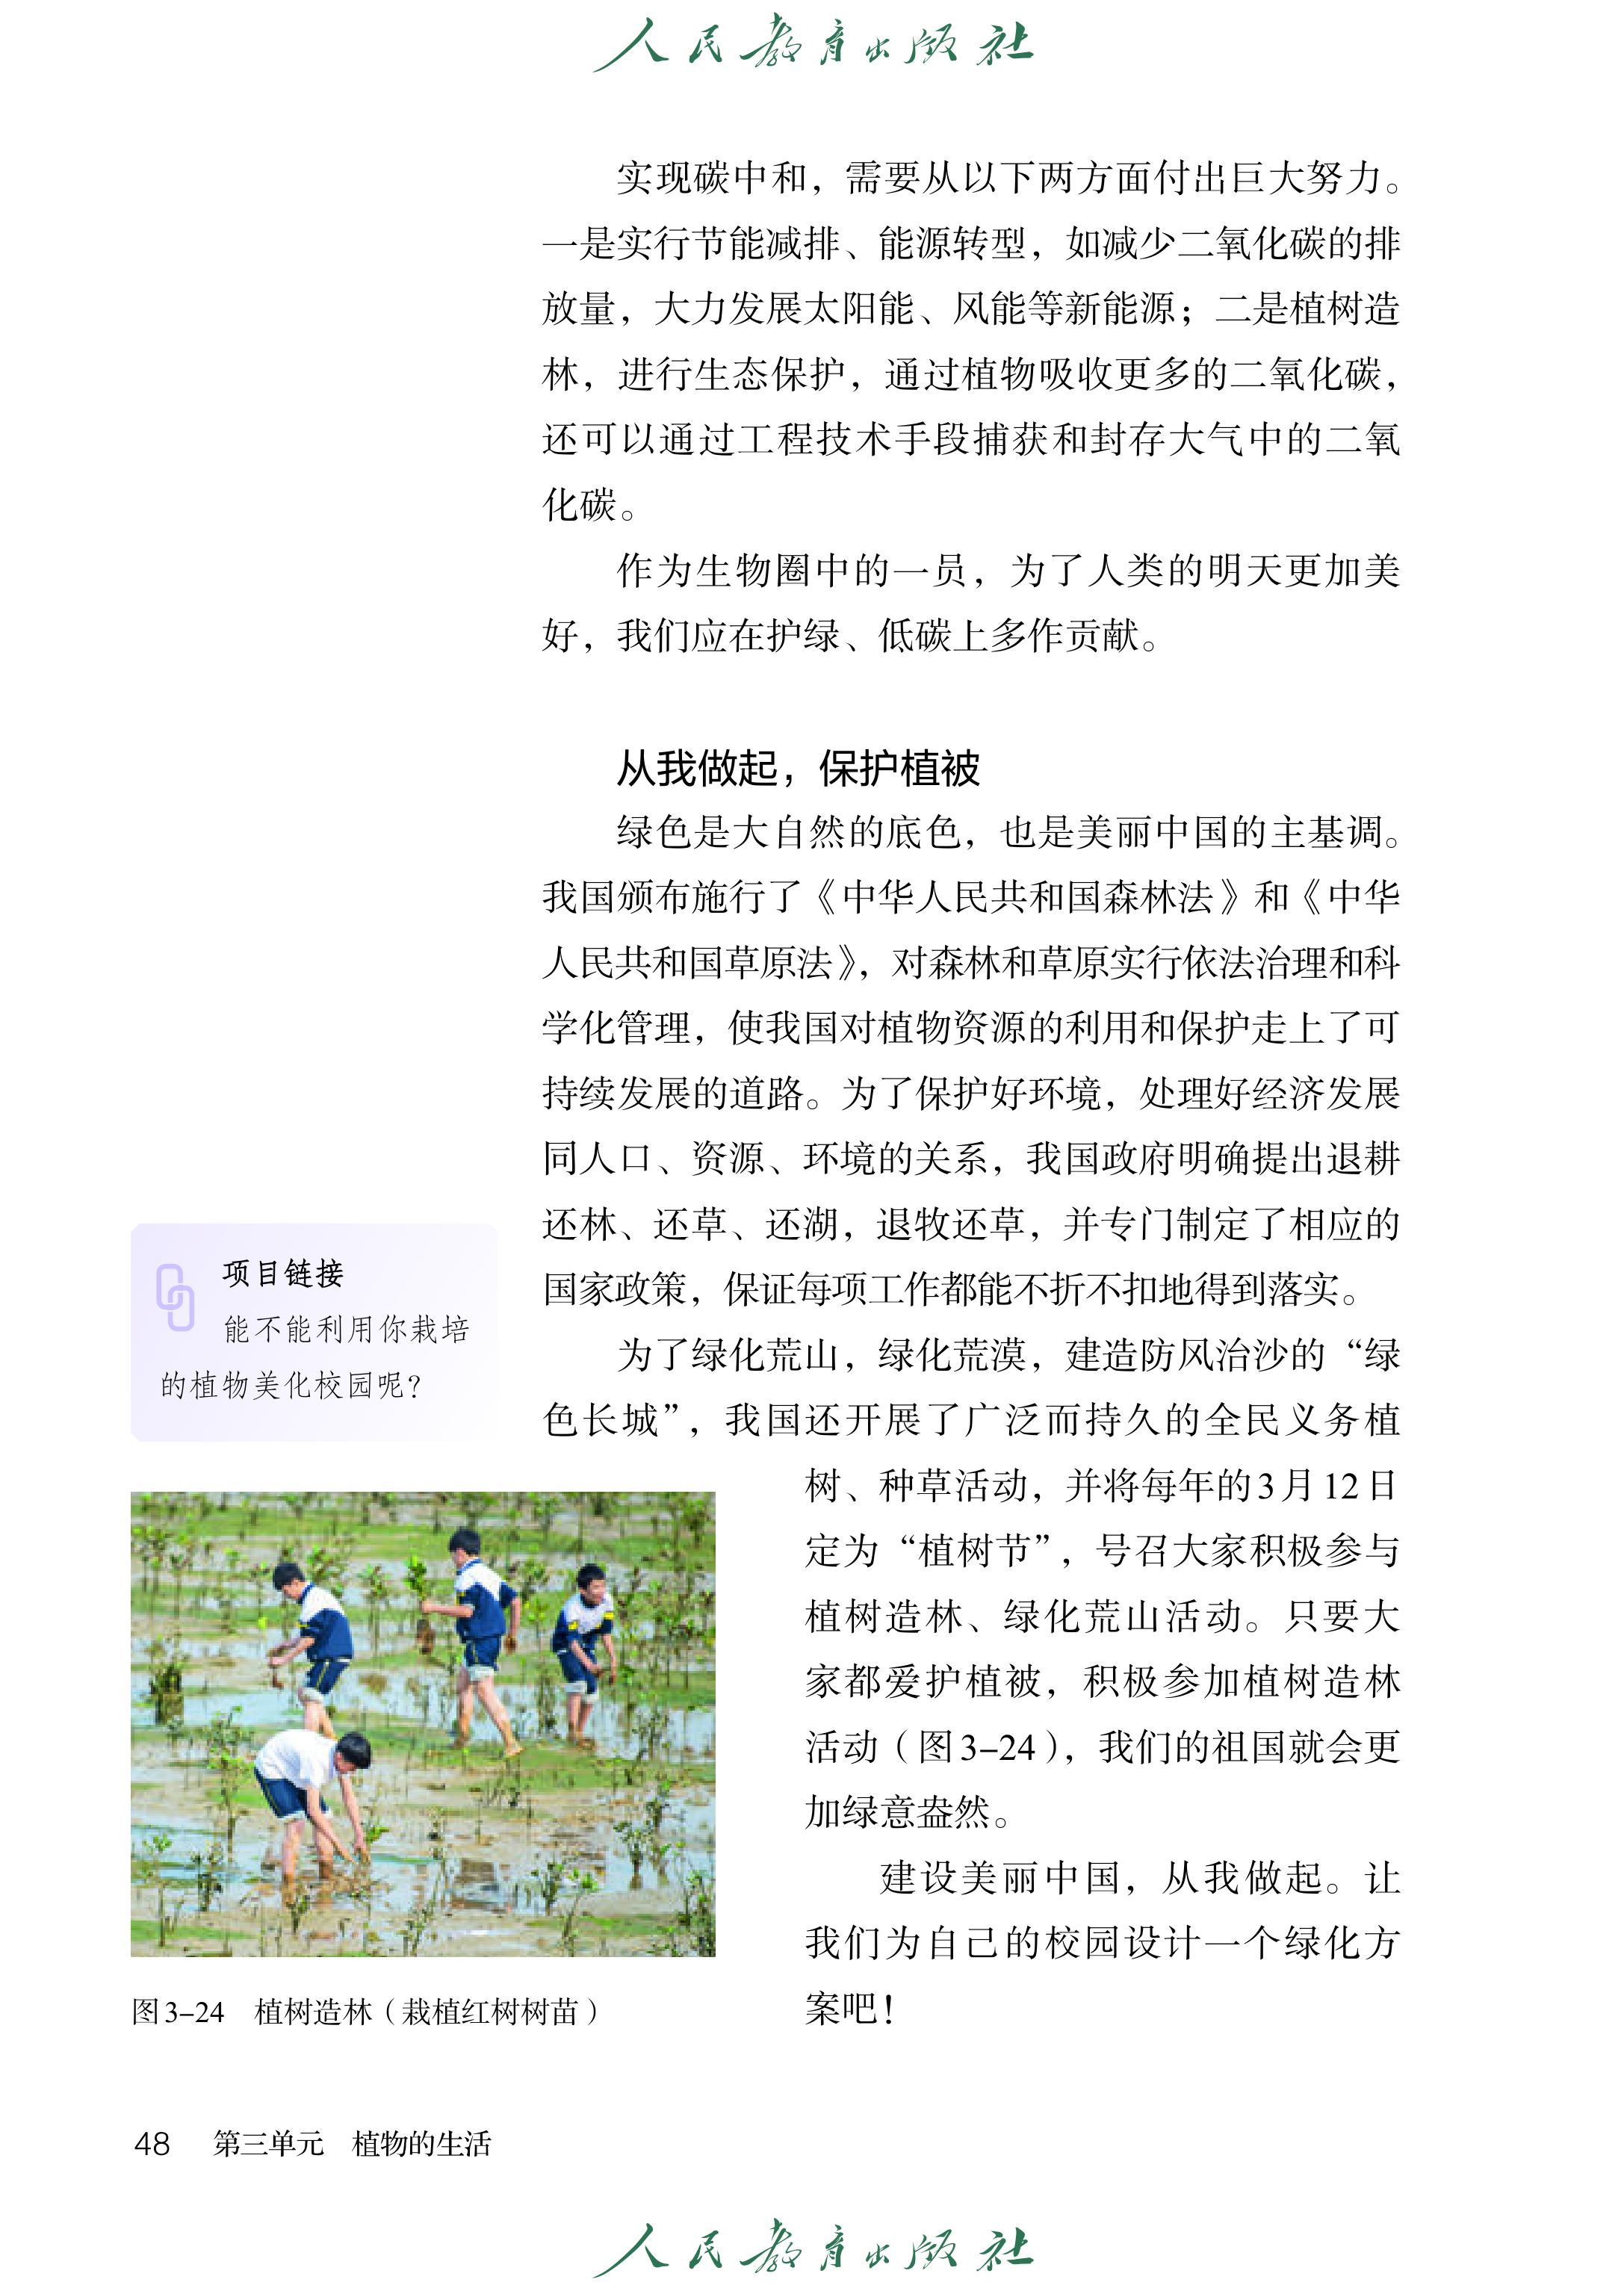 人民教育出版社
实现碳中和，需要从以下两方面付出巨大努力。
一是实行节能减排、能源转型，如减少二氧化碳的排
放量，大力发展太阳能、风能等新能源；二是植树造
林，进行生态保护，通过植物吸收更多的二氧化碳，
还可以通过工程技术手段捕获和封存大气中的二氧
化碳。
作为生物圈中的一员，为了人类的明天更加美
好，我们应在护绿、低碳上多作贡献。
从我做起，保护植被
绿色是大自然的底色，也是美丽中国的主基调。
我国颁布施行了《中华人民共和国森林法》和《中华
人民共和国草原法》，对森林和草原实行依法治理和科
学化管理，使我国对植物资源的利用和保护走上了可
持续发展的道路。为了保护好环境，处理好经济发展
同人口、资源、环境的关系，我国政府明确提出退耕
还林、还草、还湖，退牧还草，并专门制定了相应的
国家政策，保证每项工作都能不折不扣地得到落实。
项目链接
能不能利用你栽培
的植物美化校园呢？
为了绿化荒山，绿化荒漠，建造防风治沙的“绿
色长城”，我国还开展了广泛而持久的全民义务植
树、种草活动，并将每年的3月12日
定为“植树节”，号召大家积极参与
植树造林、绿化荒山活动。只要大
家都爱护植被，积极参加植树造林
活动（图3–24），我们的祖国就会更
加绿意盎然。
建设美丽中国，从我做起。让
我们为自己的校园设计一个绿化方
案吧！
图3–24　植树造林（栽植红树树苗）
48　第三单元　植物的生活
人民教育出版社